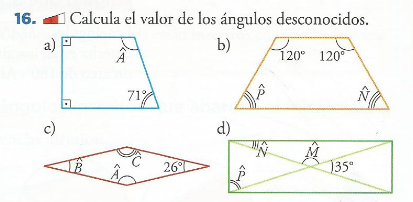 16. Calcula el valor de los ángulos desconocidos.
a) Â 71°
b) 120° 120° P̂ N̂
c) B̂ Â Ĉ 26°
d) N̂ M̂ P̂ 35°